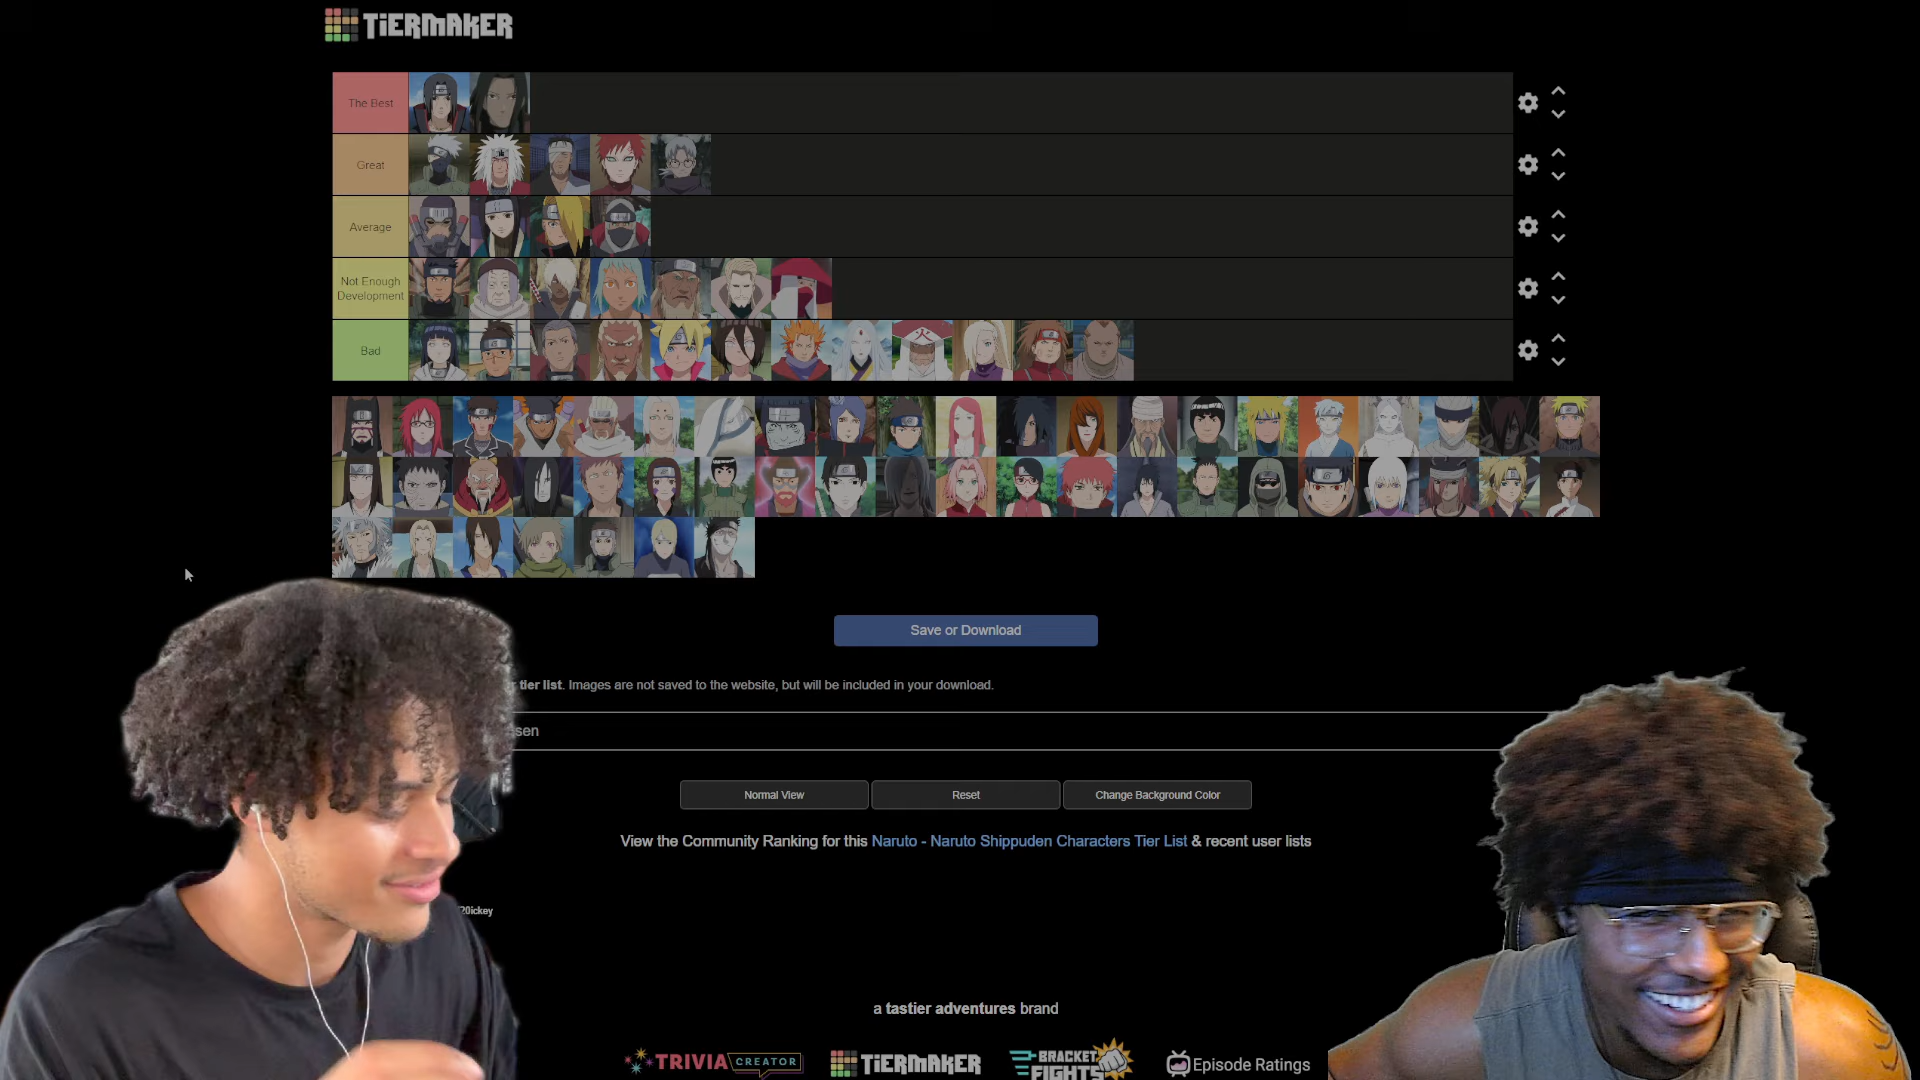 TiERMAKER
The Best
Great
Average
Not Enough
Development
Bad
Save or Download
tier list. Images are not saved to the website, but will be included in your download.
sen
Normal View
Reset
Change Background Color
View the Community Ranking for this Naruto - Naruto Shippuden Characters Tier List & recent user lists
20ickey
a tastier adventures brand
TRIVIA CREATOR
TiERMAKER
BRACKET
FIGHTS
Episode Ratings